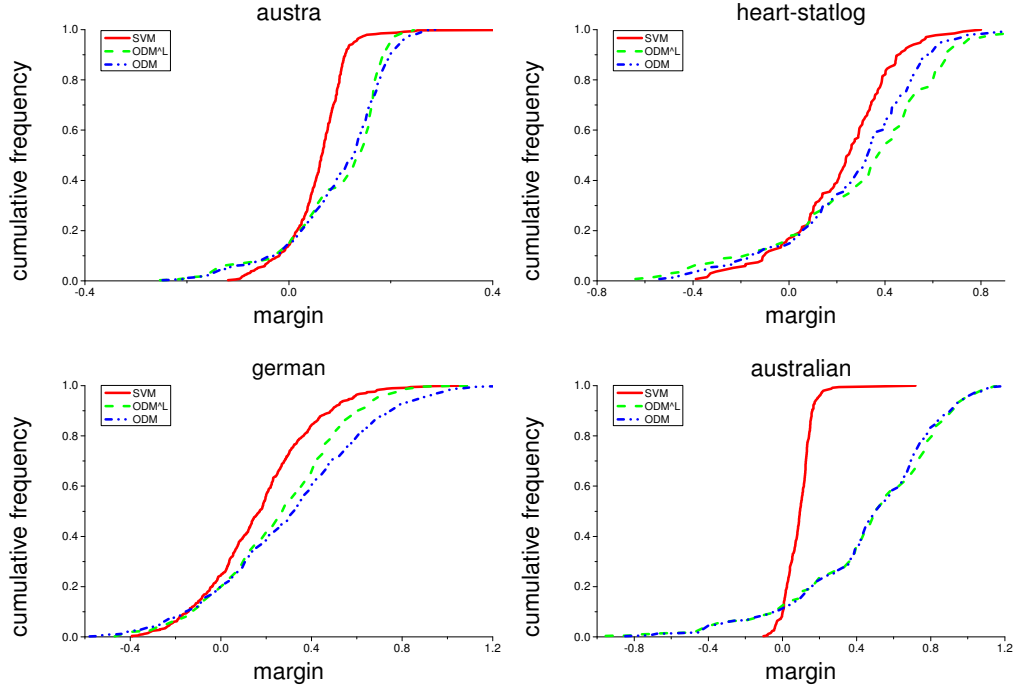 austra
cumulative frequency
1.0
0.8
0.6
0.4
0.2
0.0
SVM
ODM^L
ODM
-0.4
0.0
0.4
margin
heart-statlog
cumulative frequency
1.0
0.8
0.6
0.4
0.2
0.0
SVM
ODM^L
ODM
-0.8
-0.4
0.0
0.4
0.8
margin
german
cumulative frequency
1.0
0.8
0.6
0.4
0.2
0.0
SVM
ODM^L
ODM
-0.4
0.0
0.4
0.8
1.2
margin
australian
cumulative frequency
1.0
0.8
0.6
0.4
0.2
0.0
SVM
ODM^L
ODM
-0.8
-0.4
0.0
0.4
0.8
1.2
margin